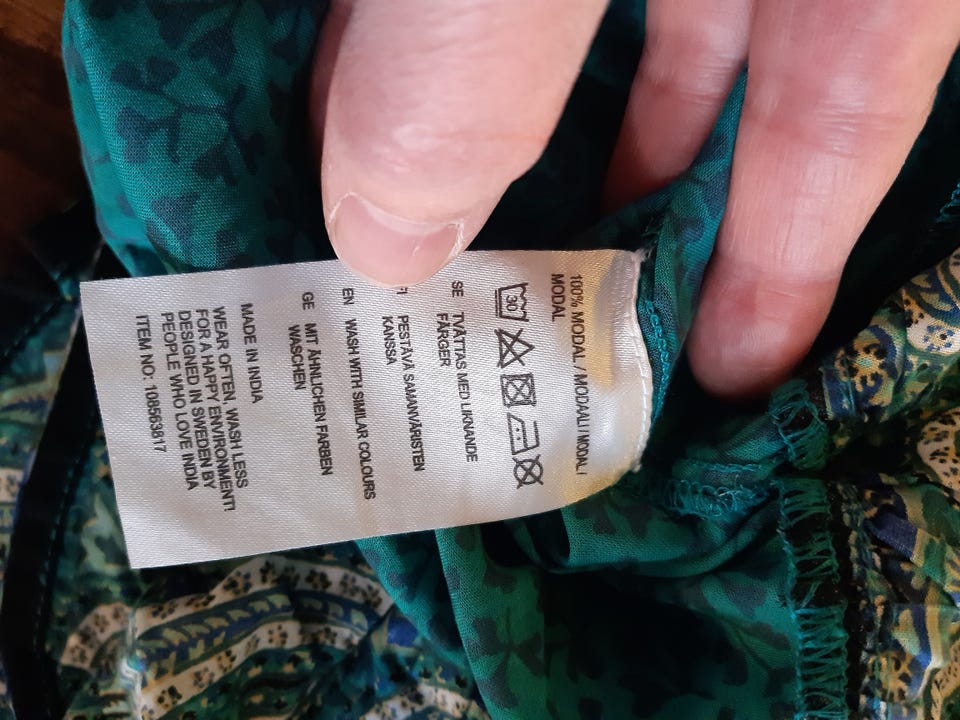 100% MODAL / MODAALI / MODAL /
MODAL
30
SE TVÄTTAS MED LIKNANDE
FÄRGER
FI PESTÄVÄ SAMANVÄRISTEN
KANSSA
EN WASH WITH SIMILAR COLOURS
GE MIT ÄHNLICHEN FARBEN
WASCHEN
MADE IN INDIA
WEAR OFTEN, WASH LESS
FOR A HAPPY ENVIRONMENT!
DESIGNED IN SWEDEN BY
PEOPLE WHO LOVE INDIA
ITEM NO: 108563817